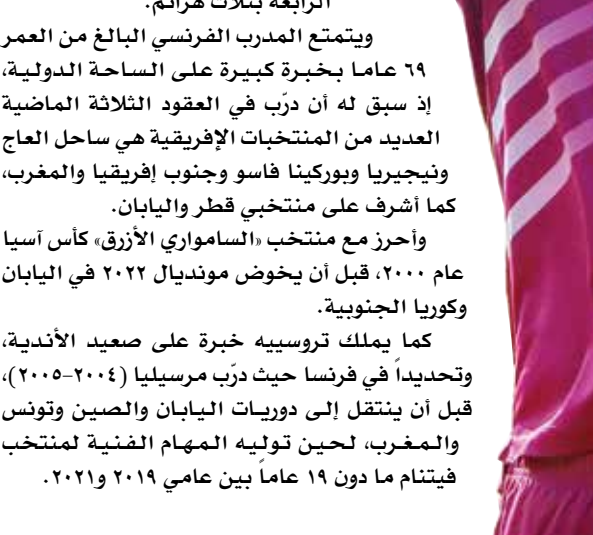 الرابعة بثلاث هزائم.
ويتمتع المدرب الفرنسي البالغ من العمر
٦٩ عاما بخبرة كبيرة على الساحة الدولية،
إذ سبق له أن درّب في العقود الثلاثة الماضية
العديد من المنتخبات الإفريقية هي ساحل العاج
ونيجيريا وبوركينا فاسو وجنوب إفريقيا والمغرب،
كما أشرف على منتخبي قطر واليابان.
وأحرز مع منتخب «الساموراي الأزرق» كأس آسيا
عام ٢٠٠٠، قبل أن يخوض مونديال ٢٠٢٢ في اليابان
وكوريا الجنوبية.
كما يملك تروسييه خبرة على صعيد الأندية،
وتحديداً في فرنسا حيث درّب مرسيليا (٢٠٠٤-٢٠٠٥)،
قبل أن ينتقل إلى دوريات اليابان والصين وتونس
والمغرب، لحين توليه المهام الفنية لمنتخب
فيتنام ما دون ١٩ عاماً بين عامي ٢٠١٩ و٢٠٢١.